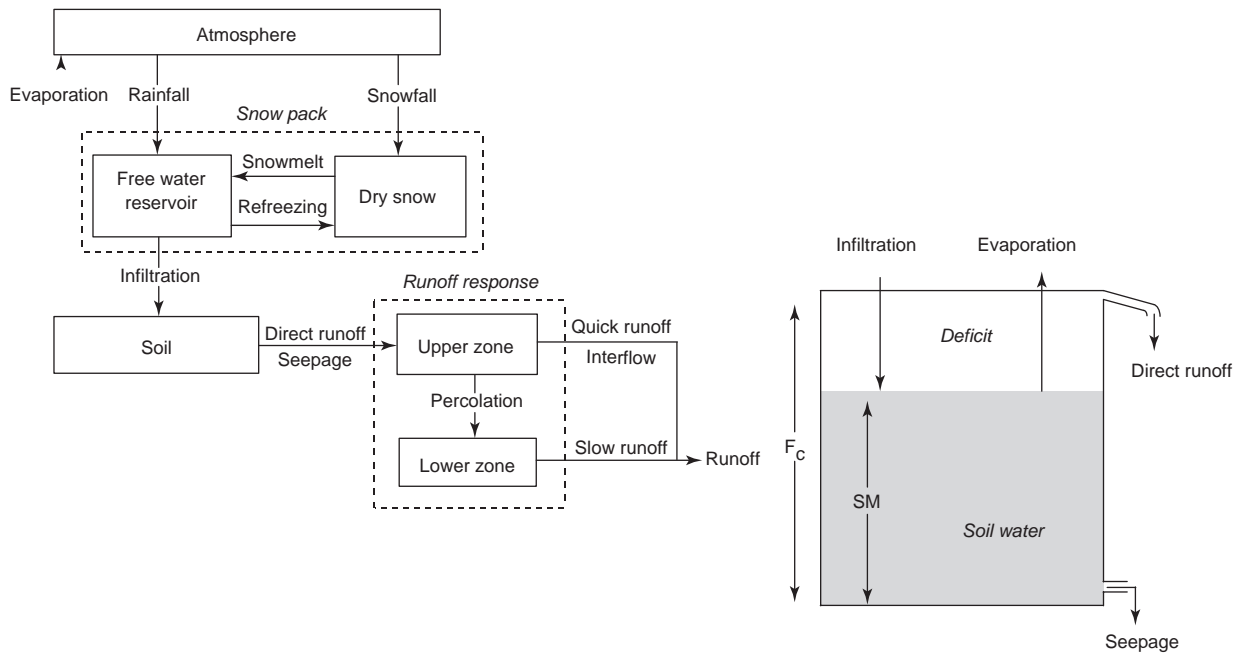 Atmosphere
Evaporation
Rainfall
Snowfall
Snow pack
Free water
reservoir
Snowmelt
Refreezing
Dry snow
Infiltration
Runoff response
Soil
Direct runoff
Seepage
Upper zone
Quick runoff
Interflow
Percolation
Lower zone
Slow runoff
Runoff
Infiltration
Evaporation
Deficit
Direct runoff
Fc
SM
Soil water
Seepage